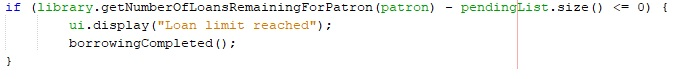 if (library.getNumberOfLoansRemainingForPatron(patron) - pendingList.size() <= 0) {
        ui.display("Loan limit reached");
        borrowingCompleted();
}